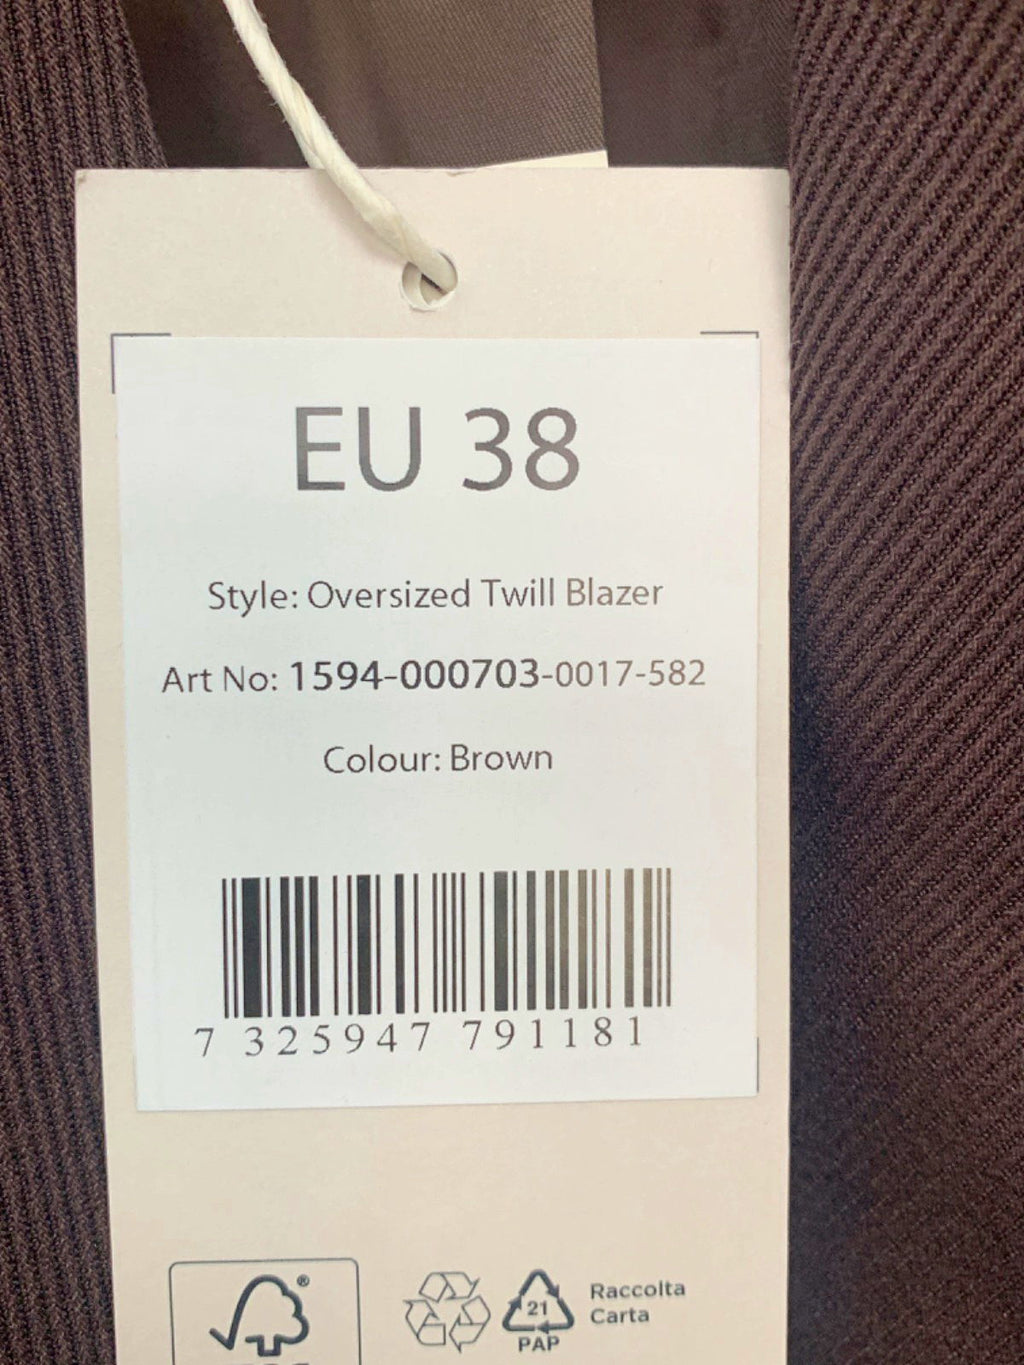 EU 38
Style: Oversized Twill Blazer
Art No: 1594-000703-0017-582
Colour: Brown
7 325947 791181
®
21
PAP
Raccolta
Carta